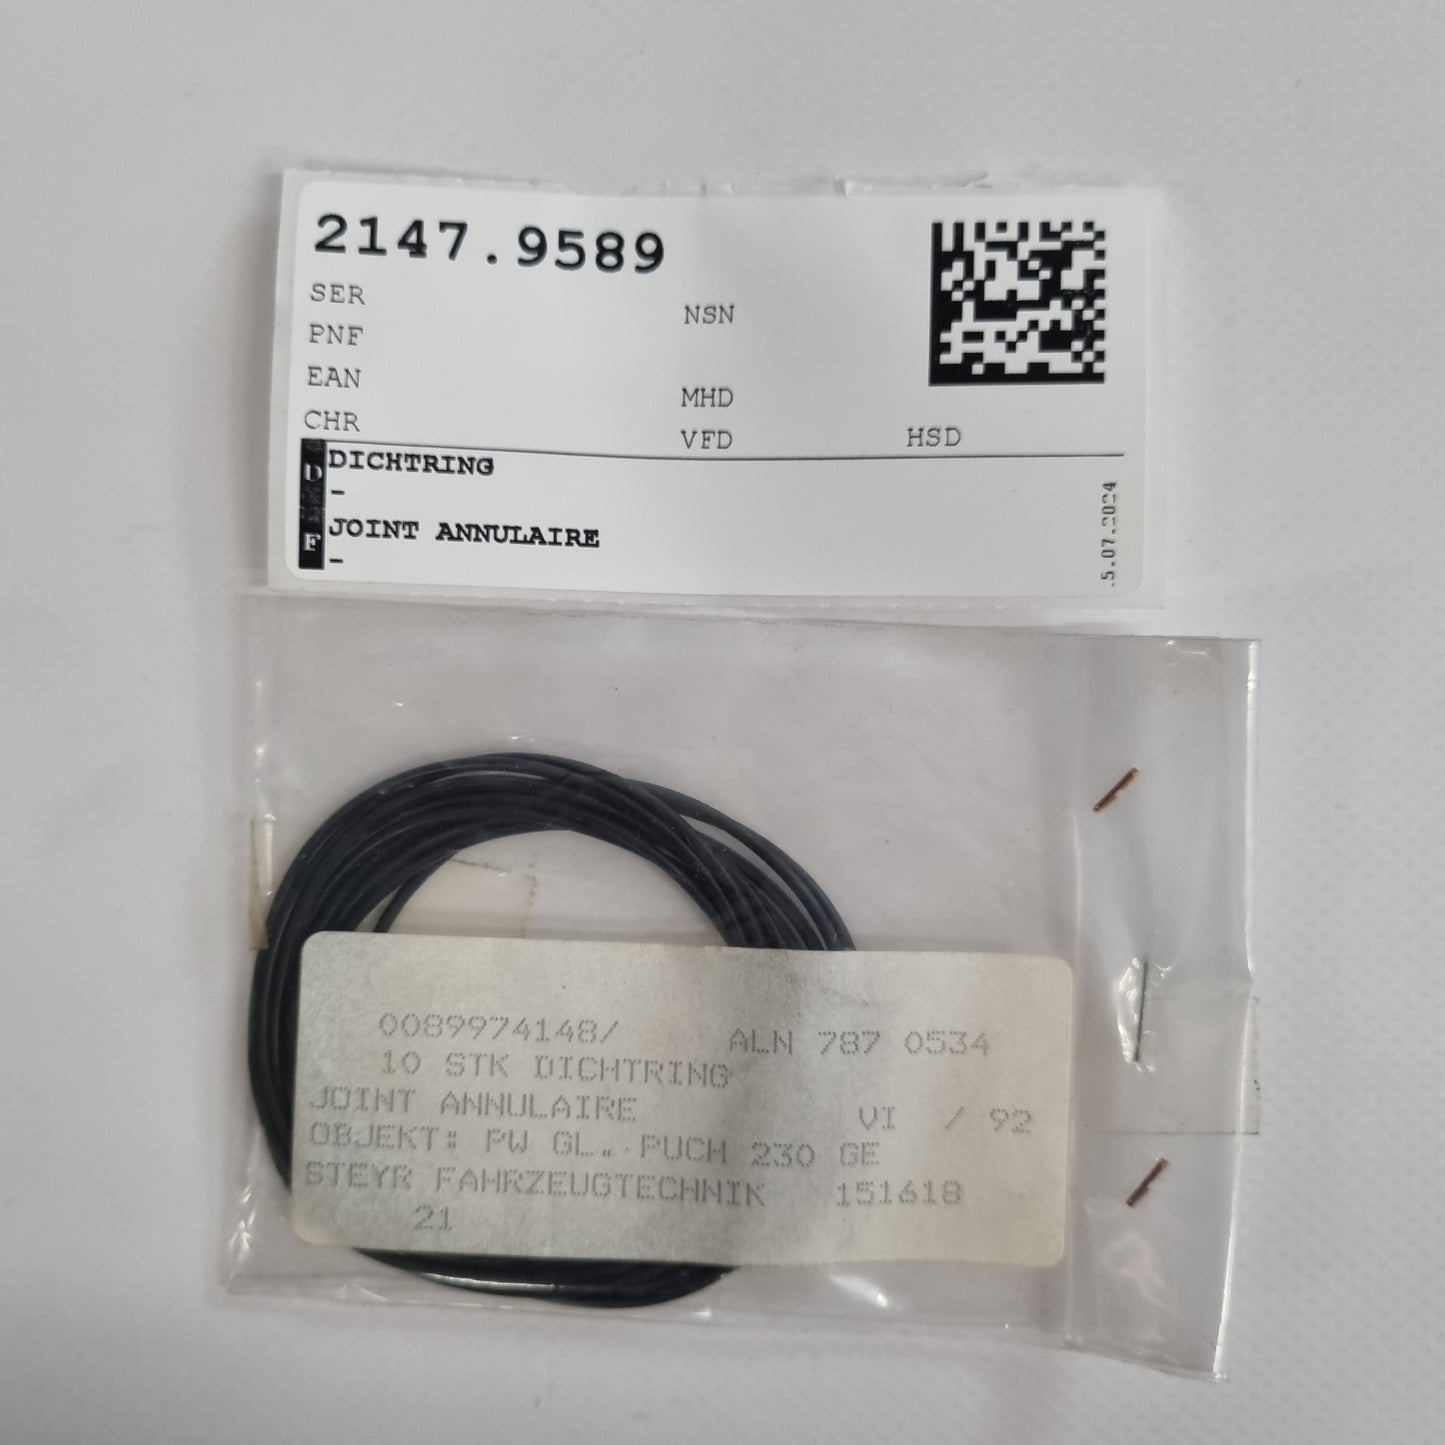 2147.9589
SER
NSN
PNF
EAN
MHD
CHR
VFD
HSD
D
DICHTRING
-
F
JOINT ANNULAIRE
-
5.07.2024
0089974148/ ALN 787 0534
10 STK DICHTRING
JOINT ANNULAIRE VI / 92
OBJEKT: PW GL.. PUCH 230 GE
STEYR FAHRZEUGTECHNIK 151618
21